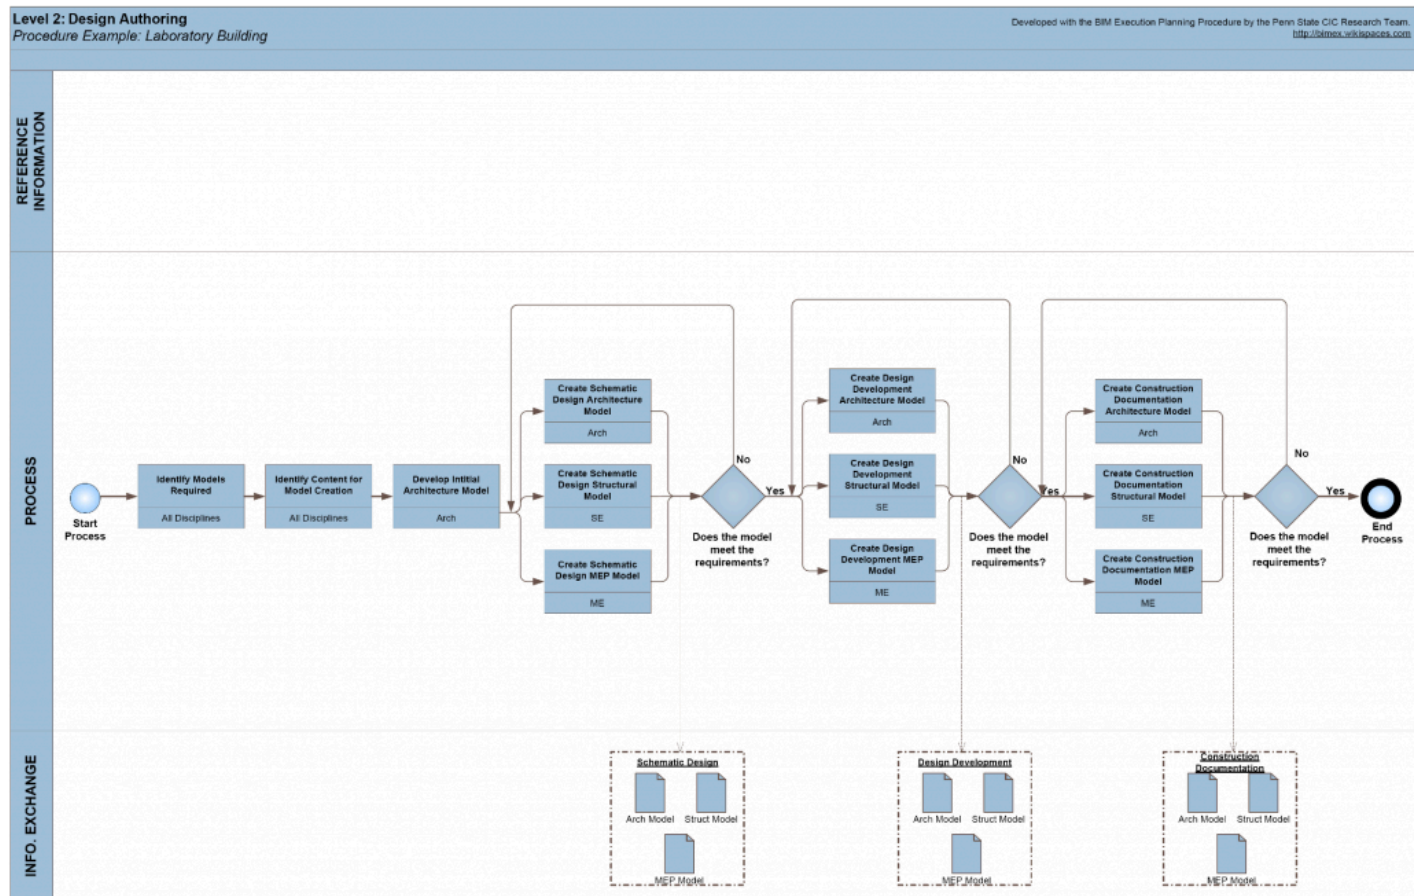 Level 2: Design Authoring
Procedure Example: Laboratory Building
Developed with the BIM Execution Planning Procedure by the Penn State CIC Research Team.
http://bimex.wikispaces.com
REFERENCE
INFORMATION
PROCESS
Start
Process
Identify Models
Required
All Disciplines
Identify Content for
Model Creation
All Disciplines
Develop Intitial
Architecture Model
Arch
Create Schematic
Design Architecture
Model
Arch
Create Schematic
Design Structural
Model
SE
Create Schematic
Design MEP Model
ME
No
Yes
Does the model
meet the
requirements?
Create Design
Development
Architecture Model
Arch
Create Design
Development
Structural Model
SE
Create Design
Development MEP
Model
ME
No
Yes
Does the model
meet the
requirements?
Create Construction
Documentation
Architecture Model
Arch
Create Construction
Documentation
Structural Model
SE
Create Construction
Documentation MEP
Model
ME
No
Yes
Does the model
meet the
requirements?
End
Process
INFO. EXCHANGE
Schematic Design
Arch Model
Struct Model
MEP Model
Design Development
Arch Model
Struct Model
MEP Model
Construction
Documentation
Arch Model
Struct Model
MEP Model